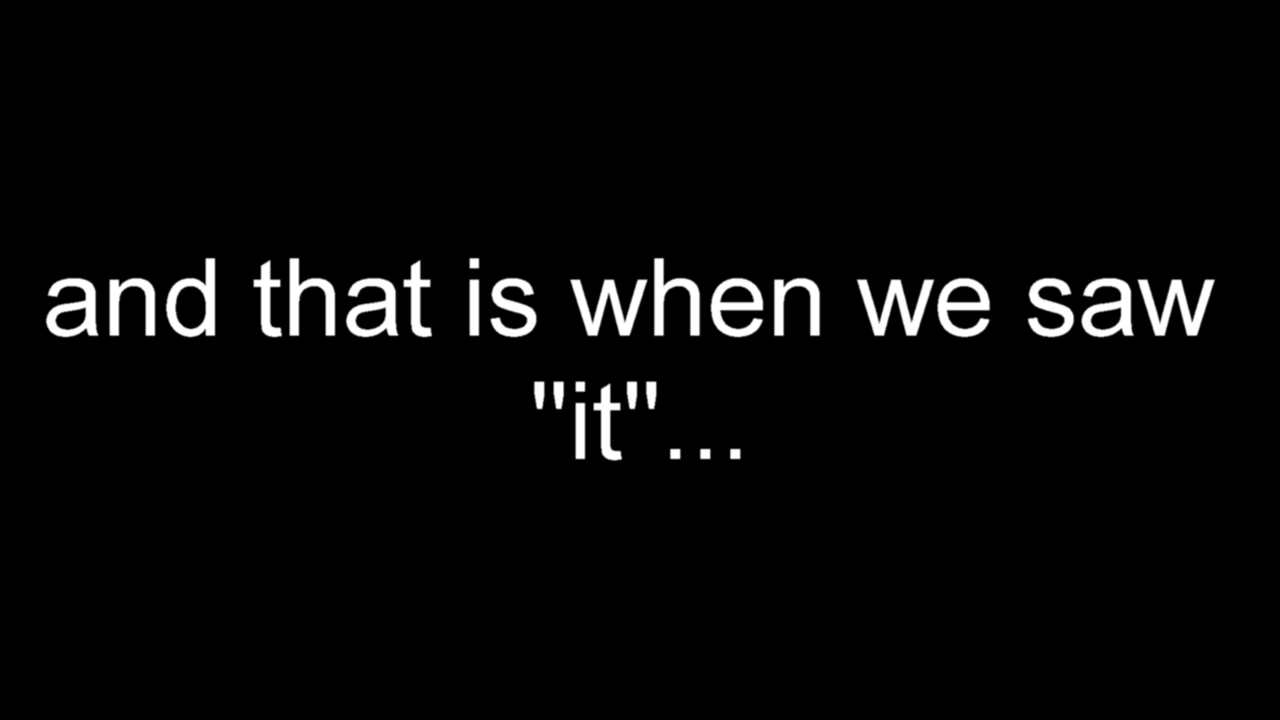 and that is when we saw
"it"...